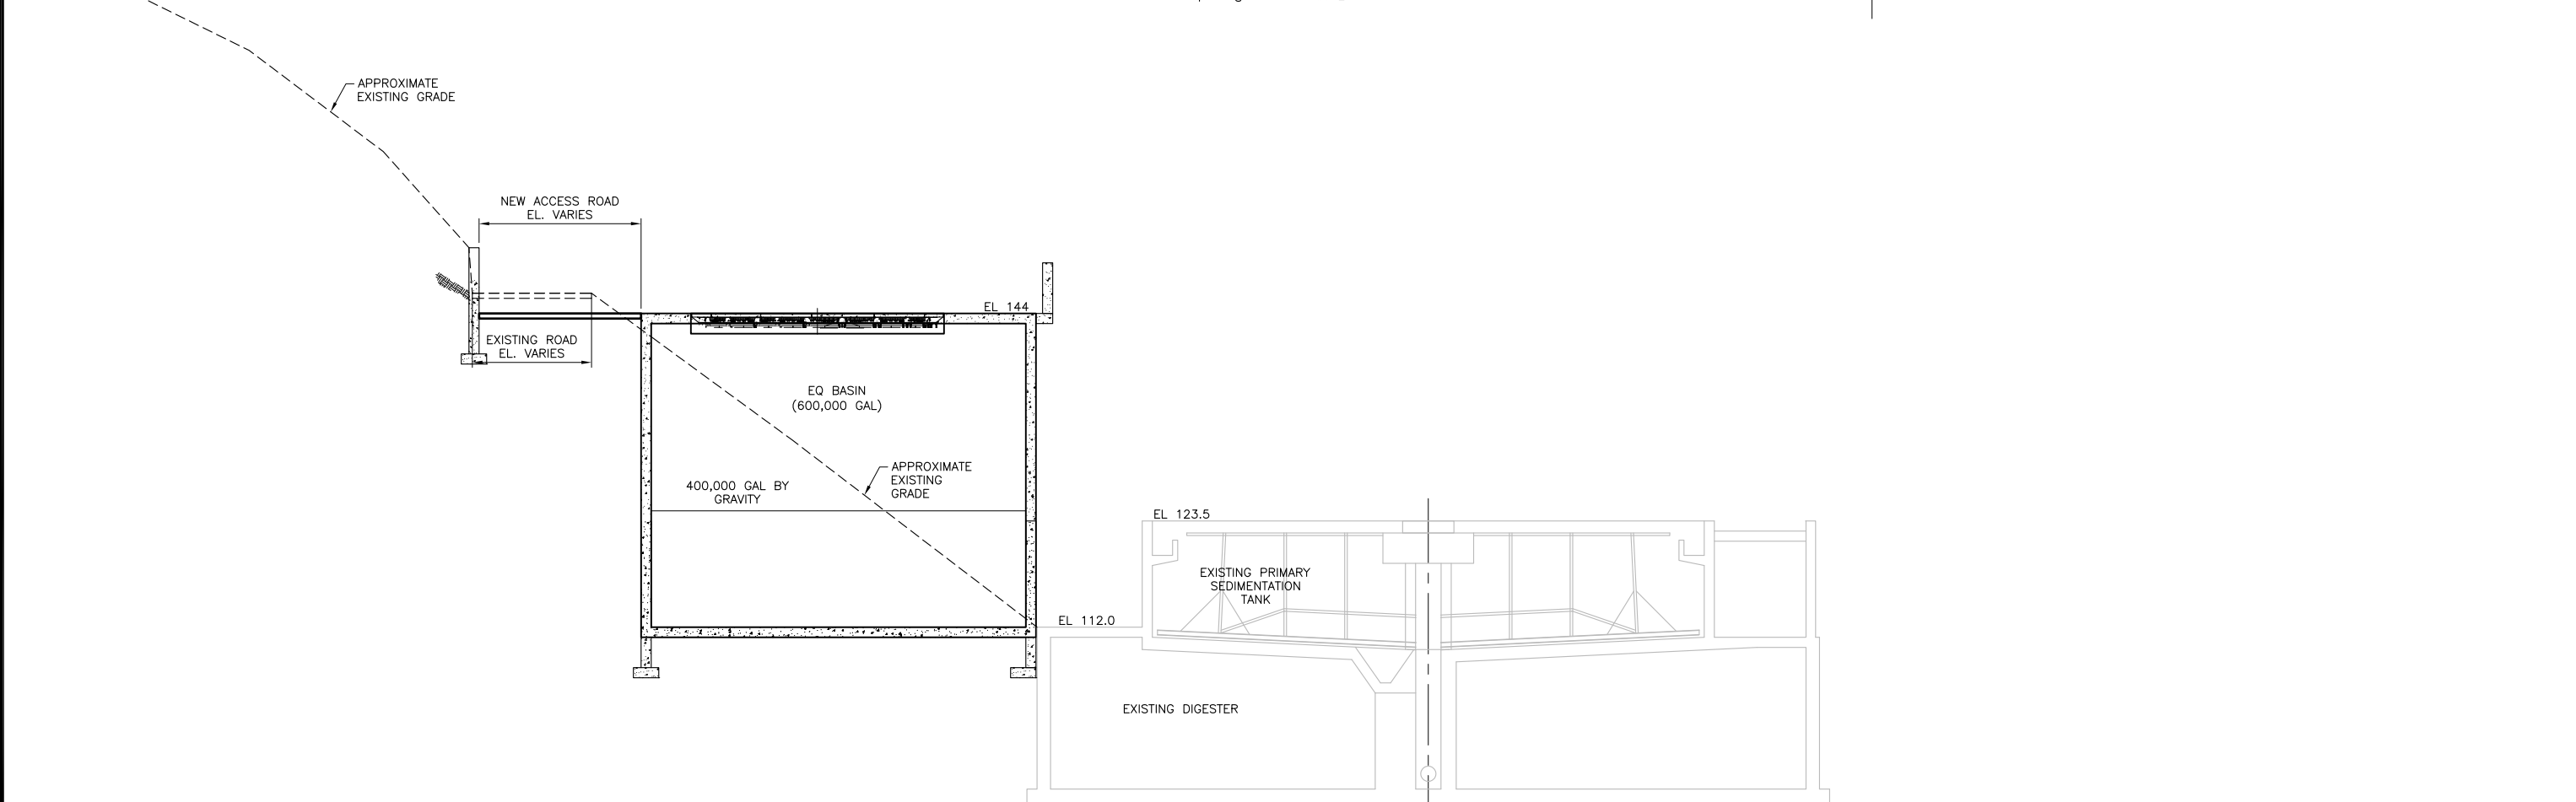 APPROXIMATE
EXISTING GRADE
NEW ACCESS ROAD
EL. VARIES
EL 144
EXISTING ROAD
EL. VARIES
EQ BASIN
(600,000 GAL)
APPROXIMATE
EXISTING
GRADE
400,000 GAL BY
GRAVITY
EL 123.5
EXISTING PRIMARY
SEDIMENTATION
TANK
EL 112.0
EXISTING DIGESTER